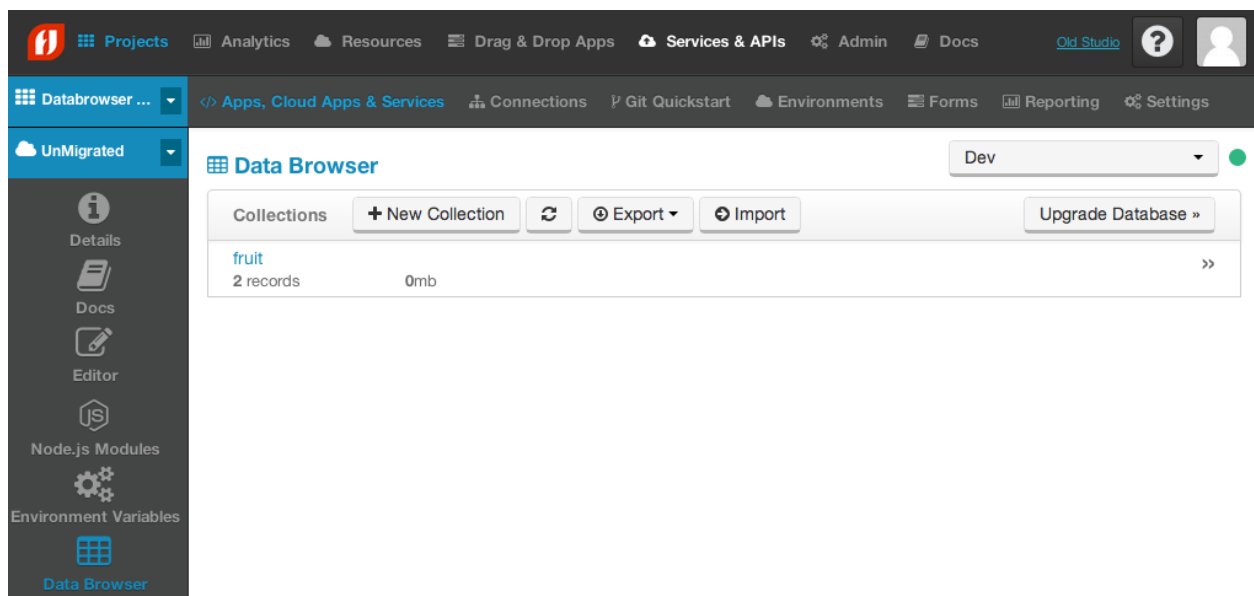 Projects Analytics Resources Drag & Drop Apps Services & APIs Admin Docs Old Studio ?
Databrowser ... </> Apps, Cloud Apps & Services Connections Git Quickstart Environments Forms Reporting Settings
UnMigrated
Data Browser Dev
Collections + New Collection Export Import Upgrade Database »
fruit
2 records 0mb »
Details
Docs
Editor
JS
Node.js Modules
Environment Variables
Data Browser